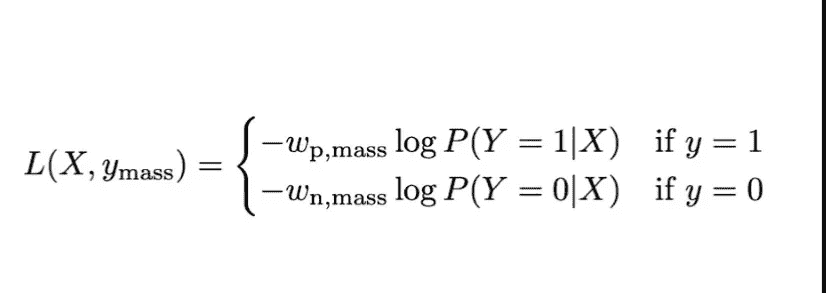 L(X, y_mass) = { −w_p,mass log P(Y = 1|X) if y = 1
−w_n,mass log P(Y = 0|X) if y = 0